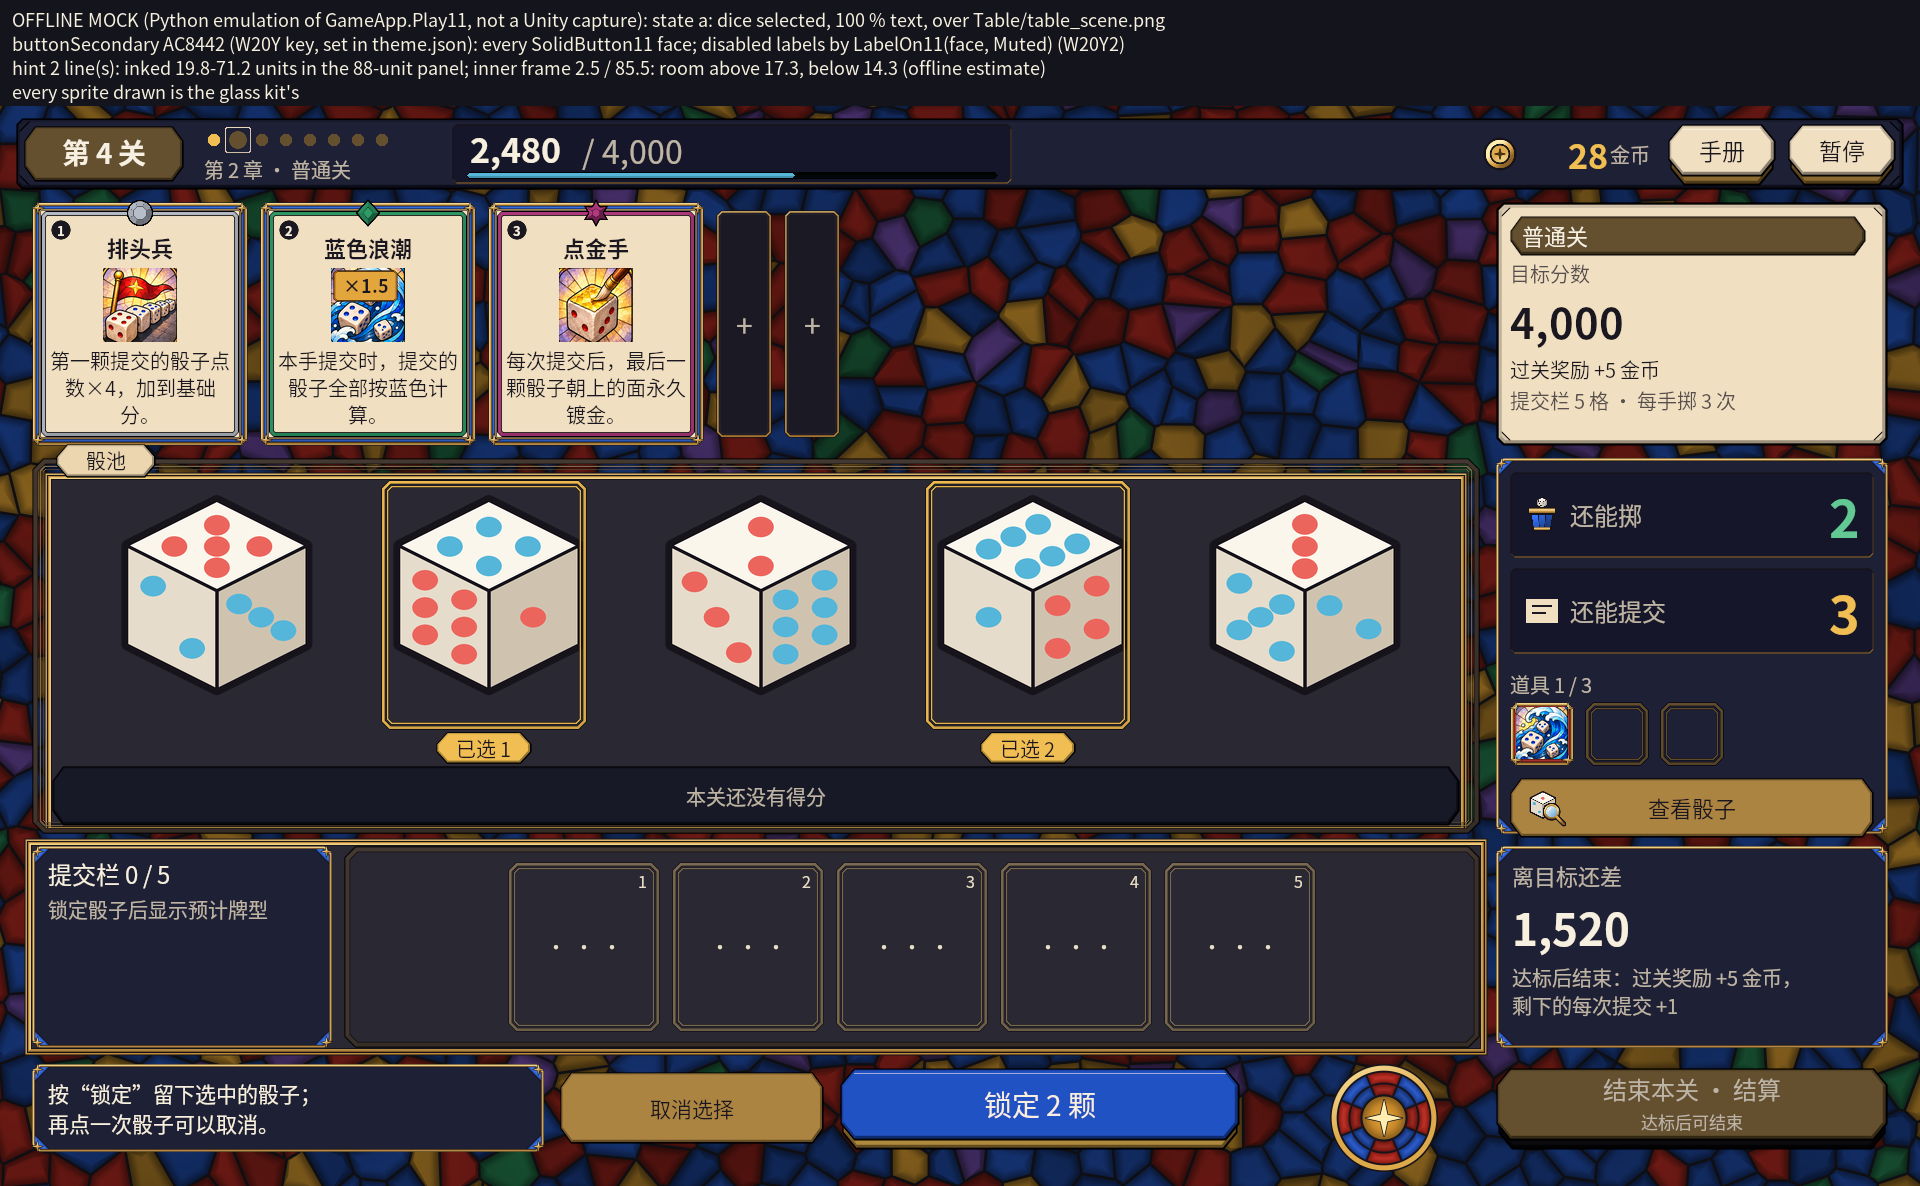 OFFLINE MOCK (Python emulation of GameApp.Play11, not a Unity capture): state a: dice selected, 100 % text, over Table/table_scene.png
buttonSecondary AC8442 (W20Y key, set in theme.json): every SolidButton11 face; disabled labels by LabelOn11(face, Muted) (W20Y2)
hint 2 line(s): inked 19.8-71.2 units in the 88-unit panel; inner frame 2.5 / 85.5: room above 17.3, below 14.3 (offline estimate)
every sprite drawn is the glass kit's
第 4 关
第 2 章 · 普通关
2,480 / 4,000
28 金币
手册
暂停
1
排头兵
第一颗提交的骰子点
数×4，加到基础
分。
2
蓝色浪潮
×1.5
本手提交时，提交的
骰子全部按蓝色计
算。
3
点金手
每次提交后，最后一
颗骰子朝上的面永久
镀金。
+
+
普通关
目标分数
4,000
过关奖励 +5 金币
提交栏 5 格 · 每手掷 3 次
骰池
已选 1
已选 2
本关还没有得分
还能掷
2
还能提交
3
道具 1 / 3
查看骰子
提交栏 0 / 5
锁定骰子后显示预计牌型
1
2
3
4
5
离目标还差
1,520
达标后结束：过关奖励 +5 金币，
剩下的每次提交 +1
按“锁定”留下选中的骰子；
再点一次骰子可以取消。
取消选择
锁定 2 颗
结束本关 · 结算
达标后可结束